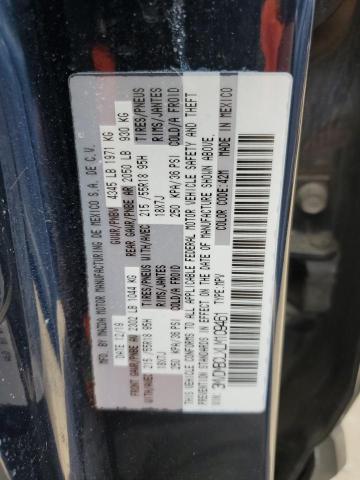 MFD. BY MAZDA MOTOR MANUFACTURING DE MEXICO S.A. DE C.V.
DATE: 12/19 GVWR/PNBV 4345 LB 1971 KG
FRONT GAWR/PNBE AV 2302 LB 1044 KG REAR GAWR/PNBE AR 2050 LB 930 KG
TIRES/PNEUS WITH/AVEC 215 /55R18 95H TIRES/PNEUS WITH/AVEC 215 /55R18 95H
RIMS/JANTES 18X7J RIMS/JANTES 18X7J
COLD/A FROID 250 KPA/36 PSI COLD/A FROID 250 KPA/36 PSI
THIS VEHICLE CONFORMS TO ALL APPLICABLE FEDERAL MOTOR VEHICLE SAFETY AND THEFT
PREVENTION STANDARDS IN EFFECT ON THE DATE OF MANUFACTURE SHOWN ABOVE.
MADE IN MEXICO
COLOR CODE: 42M
VIN: TYPE: MPV